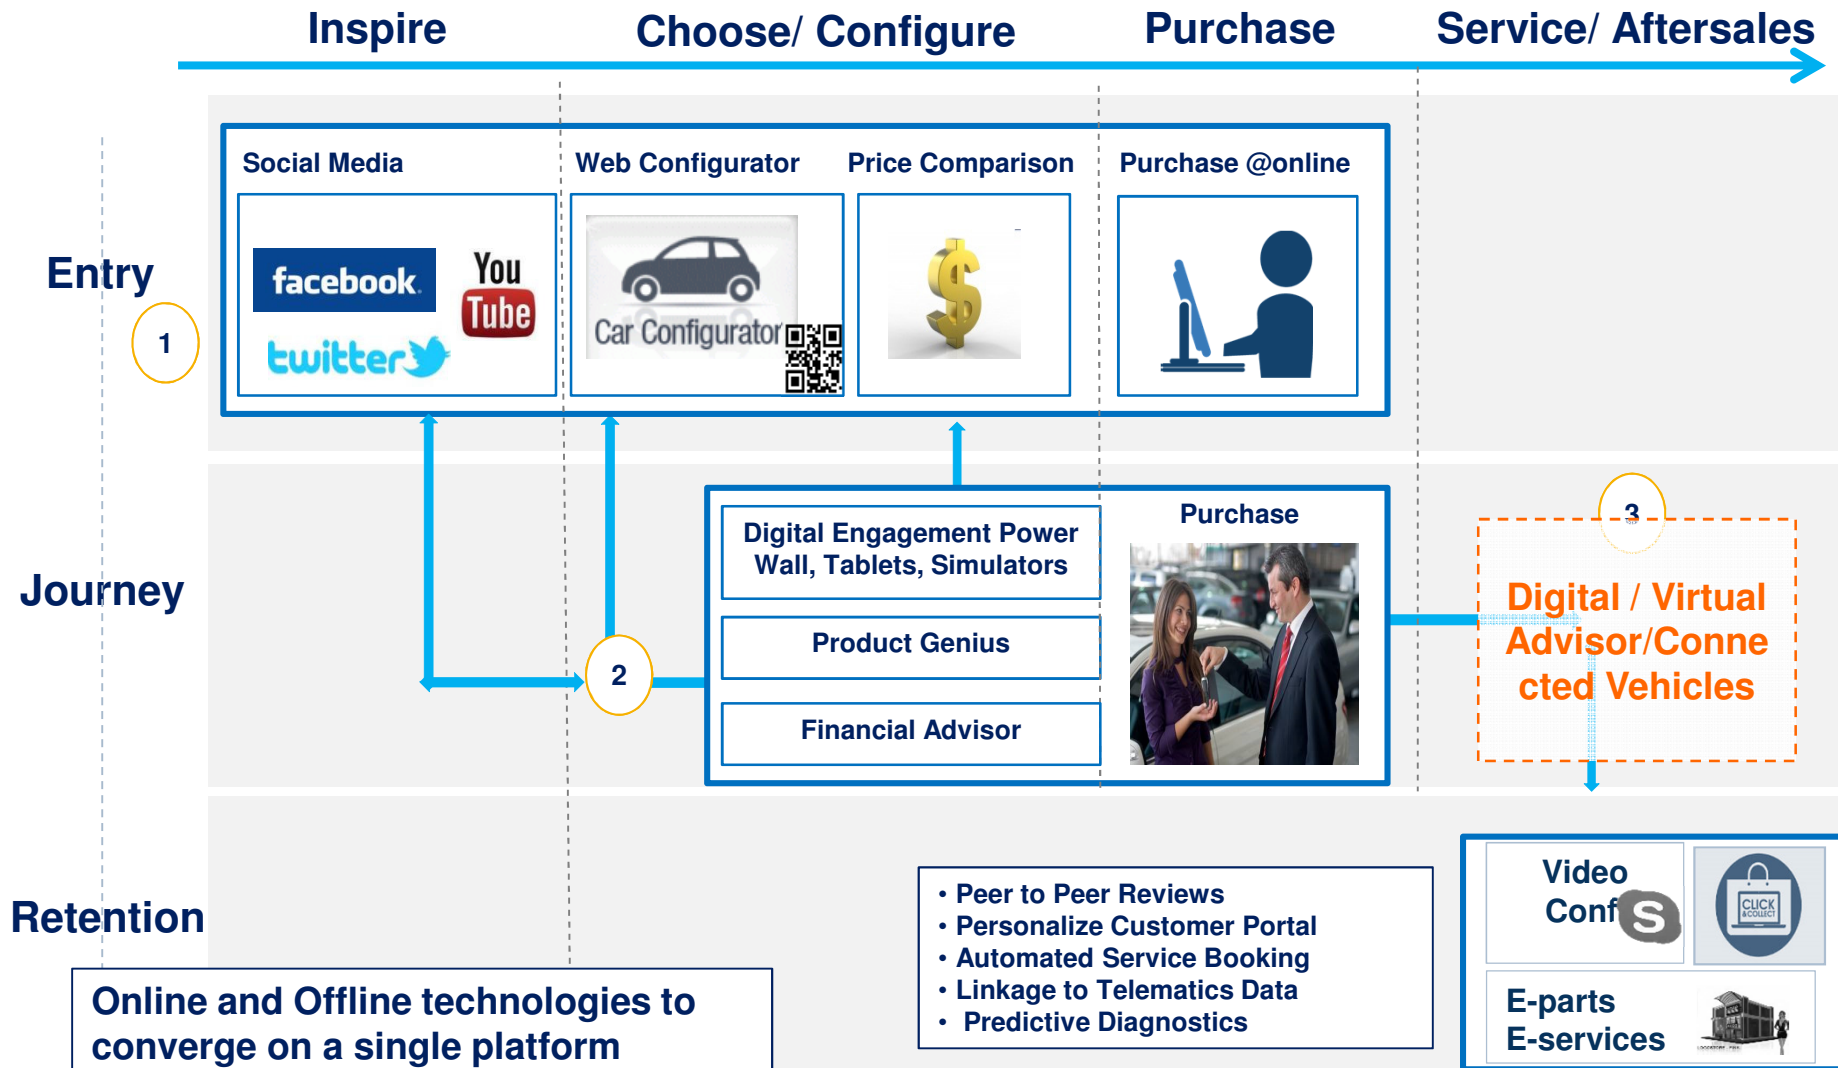 Inspire
Choose/ Configure
Purchase
Service/ Aftersales
Entry
1
Social Media
Web Configurator
Price Comparison
Purchase @online
facebook.
You
Tube
twitter
Car Configurator
$
Journey
2
Digital Engagement Power
Wall, Tablets, Simulators
Product Genius
Financial Advisor
Purchase
3
Digital / Virtual
Advisor/Conne
cted Vehicles
Retention
Online and Offline technologies to
converge on a single platform
• Peer to Peer Reviews
• Personalize Customer Portal
• Automated Service Booking
• Linkage to Telematics Data
• Predictive Diagnostics
Video
Conf
S
CLICK
&COLLECT
E-parts
E-services